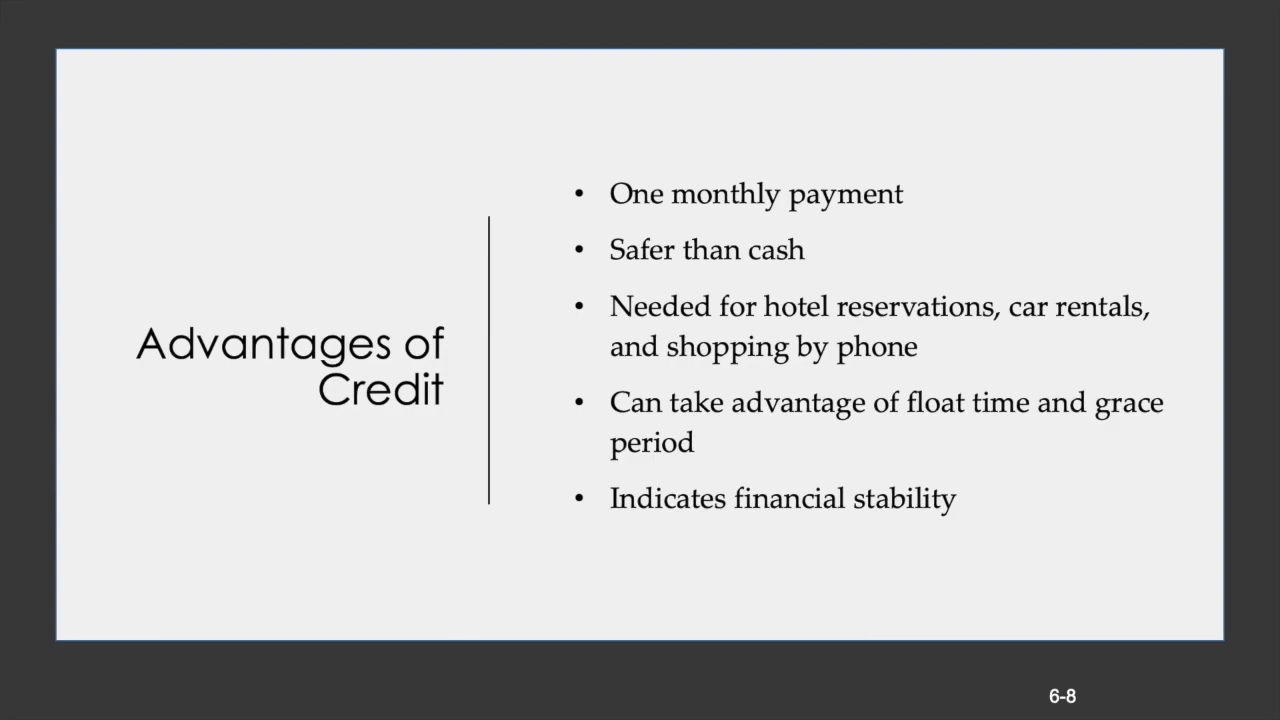 Advantages of
Credit
• One monthly payment
• Safer than cash
• Needed for hotel reservations, car rentals,
and shopping by phone
• Can take advantage of float time and grace
period
• Indicates financial stability
6-8